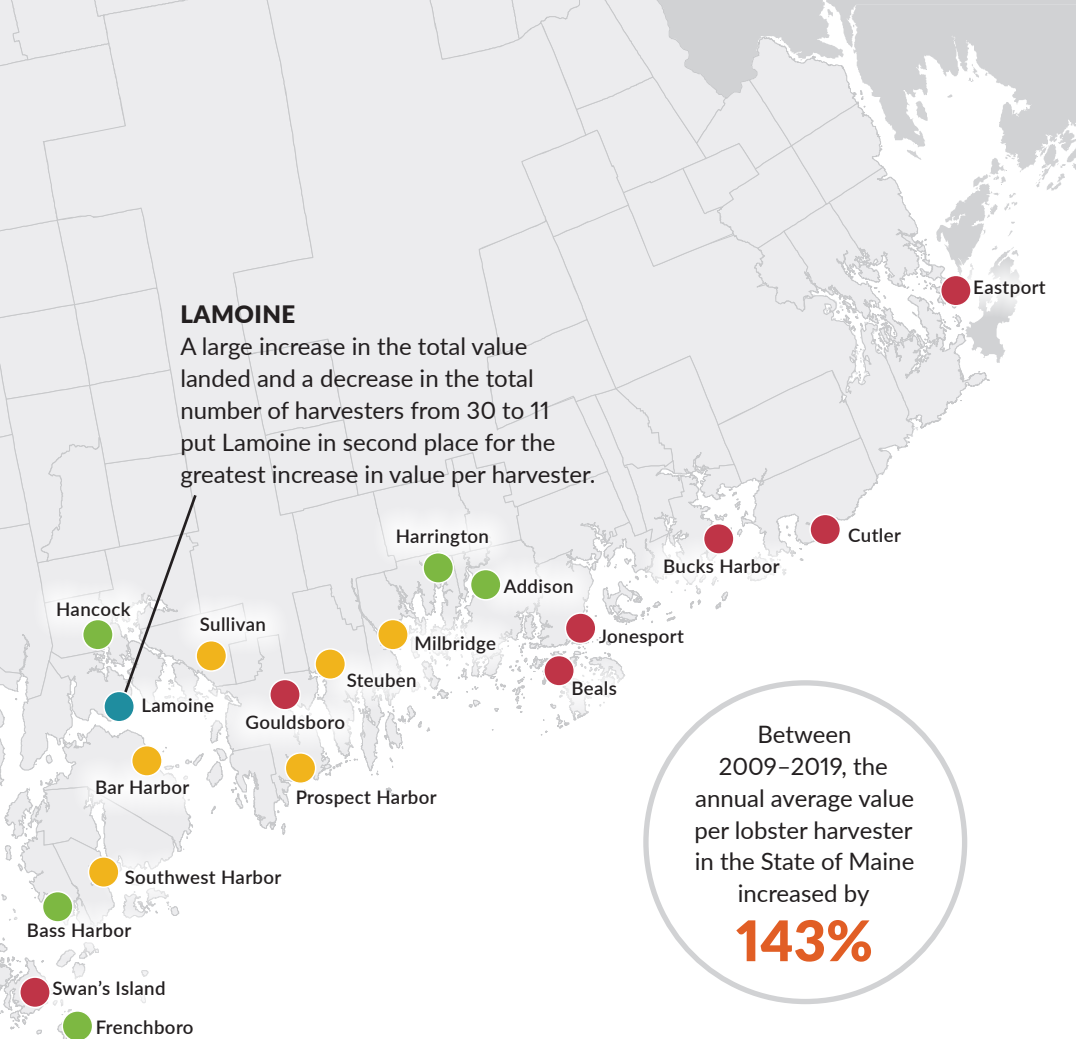 Eastport
LAMOINE
A large increase in the total value
landed and a decrease in the total
number of harvesters from 30 to 11
put Lamoine in second place for the
greatest increase in value per harvester.
Harrington
Cutler
Bucks Harbor
Addison
Hancock
Sullivan
Jonesport
Milbridge
Steuben
Beals
Lamoine
Gouldsboro
Bar Harbor
Prospect Harbor
Southwest Harbor
Bass Harbor
Swan’s Island
Frenchboro
Between
2009–2019, the
annual average value
per lobster harvester
in the State of Maine
increased by
143%